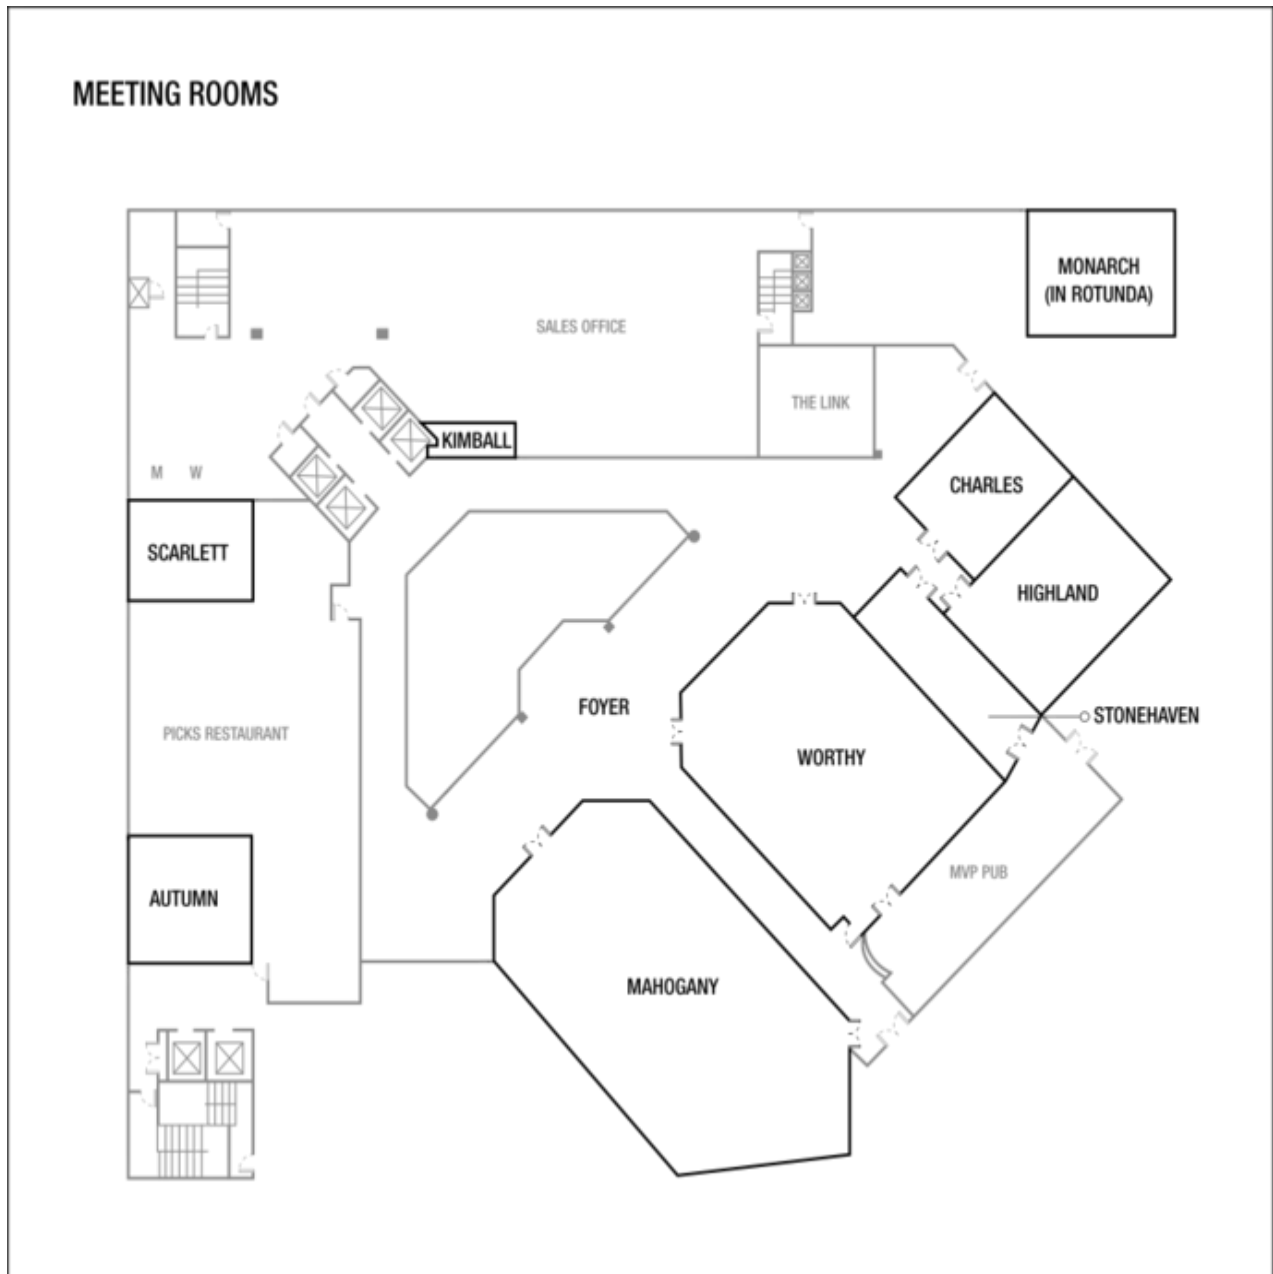 MEETING ROOMS
MONARCH
(IN ROTUNDA)
SALES OFFICE
THE LINK
KIMBALL
M W
CHARLES
SCARLETT
HIGHLAND
FOYER
STONEHAVEN
PICKS RESTAURANT
WORTHY
MVP PUB
AUTUMN
MAHOGANY